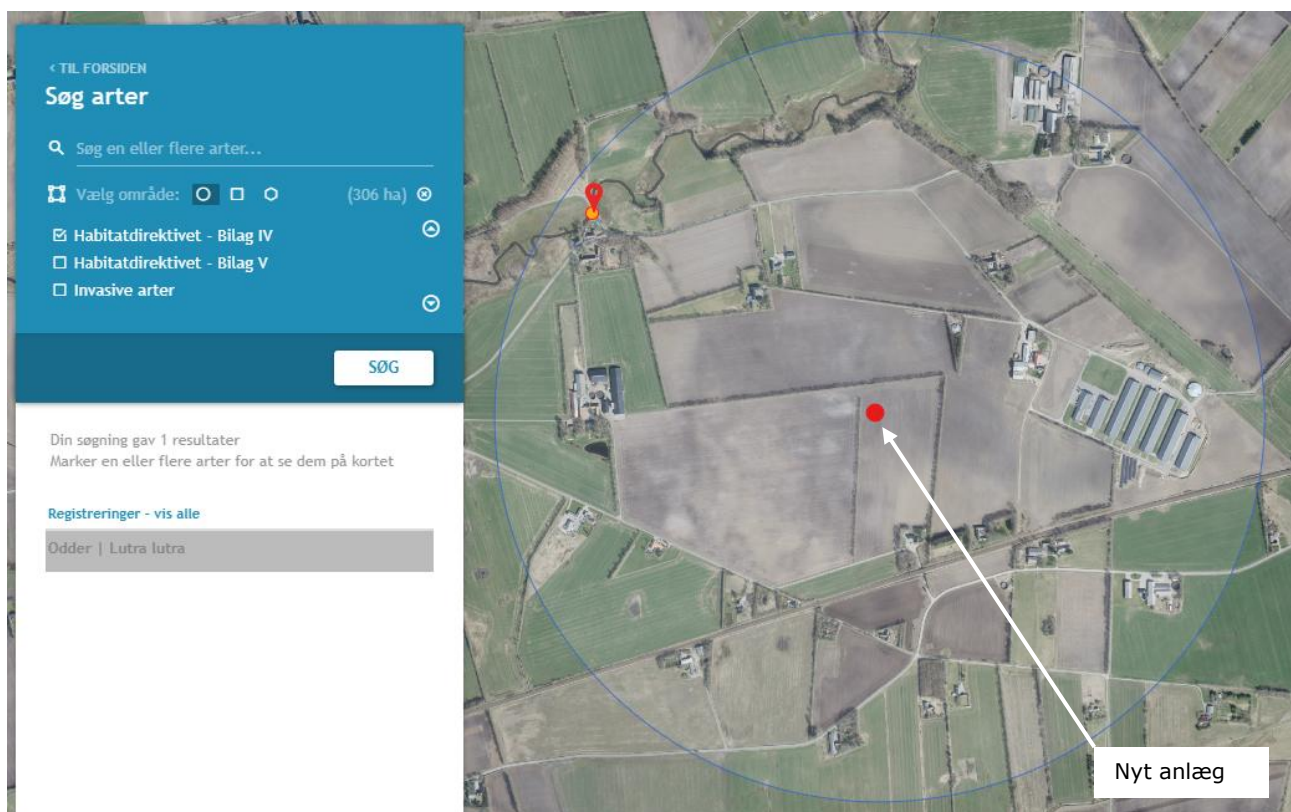 ‹ TIL FORSIDEN
Søg arter
Søg en eller flere arter...
Vælg område:
(306 ha)
Habitatdirektivet - Bilag IV
Habitatdirektivet - Bilag V
Invasive arter
SØG
Din søgning gav 1 resultater
Marker en eller flere arter for at se dem på kortet
Registreringer - vis alle
Odder | Lutra lutra
Nyt anlæg